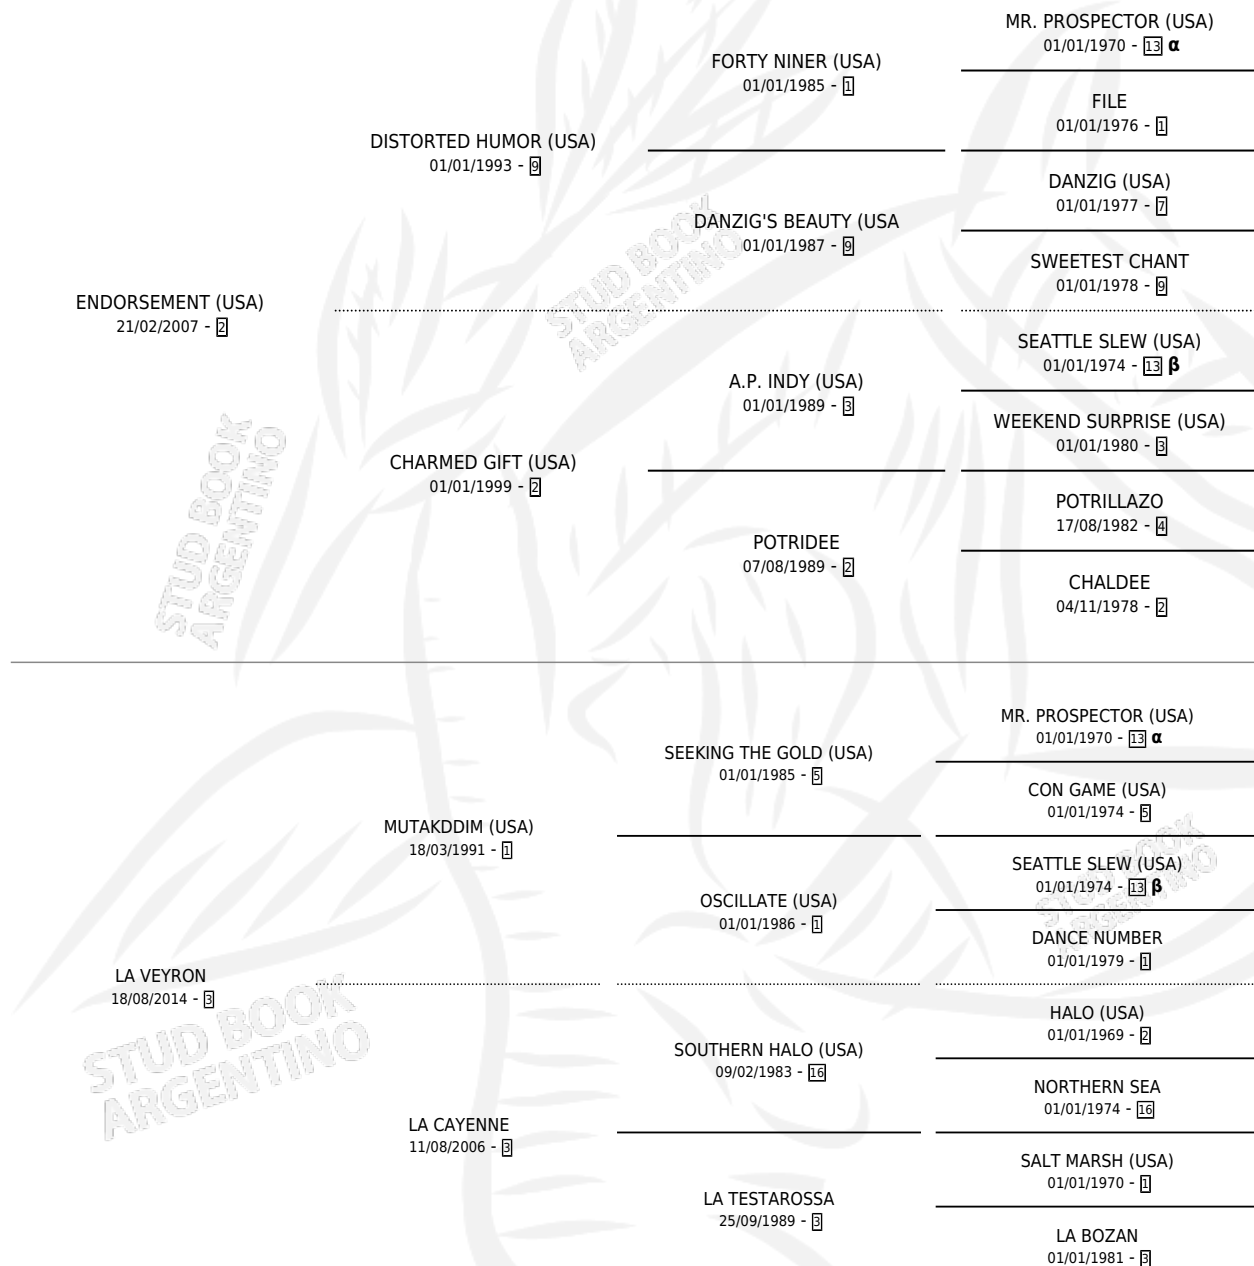 MR. PROSPECTOR (USA)
01/01/1970 - 13 α
FORTY NINER (USA)
01/01/1985 - 1
FILE
01/01/1976 - 1
DISTORTED HUMOR (USA)
01/01/1993 - 9
DANZIG (USA)
01/01/1977 - 7
DANZIG'S BEAUTY (USA
01/01/1987 - 9
SWEETEST CHANT
01/01/1978 - 9
ENDORSEMENT (USA)
21/02/2007 - 2
STUD BOOK
ARGENTINO
SEATTLE SLEW (USA)
01/01/1974 - 13 β
A.P. INDY (USA)
01/01/1989 - 3
WEEKEND SURPRISE (USA)
01/01/1980 - 3
CHARMED GIFT (USA)
01/01/1999 - 2
STUD BOOK
ARGENTINO
POTRILLAZO
17/08/1982 - 4
POTRIDEE
07/08/1989 - 2
CHALDEE
04/11/1978 - 2
MR. PROSPECTOR (USA)
01/01/1970 - 13 α
SEEKING THE GOLD (USA)
01/01/1985 - 5
CON GAME (USA)
01/01/1974 - 5
MUTAKDDIM (USA)
18/03/1991 - 1
SEATTLE SLEW (USA)
01/01/1974 - 13 β
STUD BOOK
ARGENTINO
OSCILLATE (USA)
01/01/1986 - 1
DANCE NUMBER
01/01/1979 - 1
LA VEYRON
18/08/2014 - 3
STUD BOOK
ARGENTINO
HALO (USA)
01/01/1969 - 2
SOUTHERN HALO (USA)
09/02/1983 - 16
NORTHERN SEA
01/01/1974 - 16
LA CAYENNE
11/08/2006 - 3
SALT MARSH (USA)
01/01/1970 - 1
LA TESTAROSSA
25/09/1989 - 3
LA BOZAN
01/01/1981 - 3